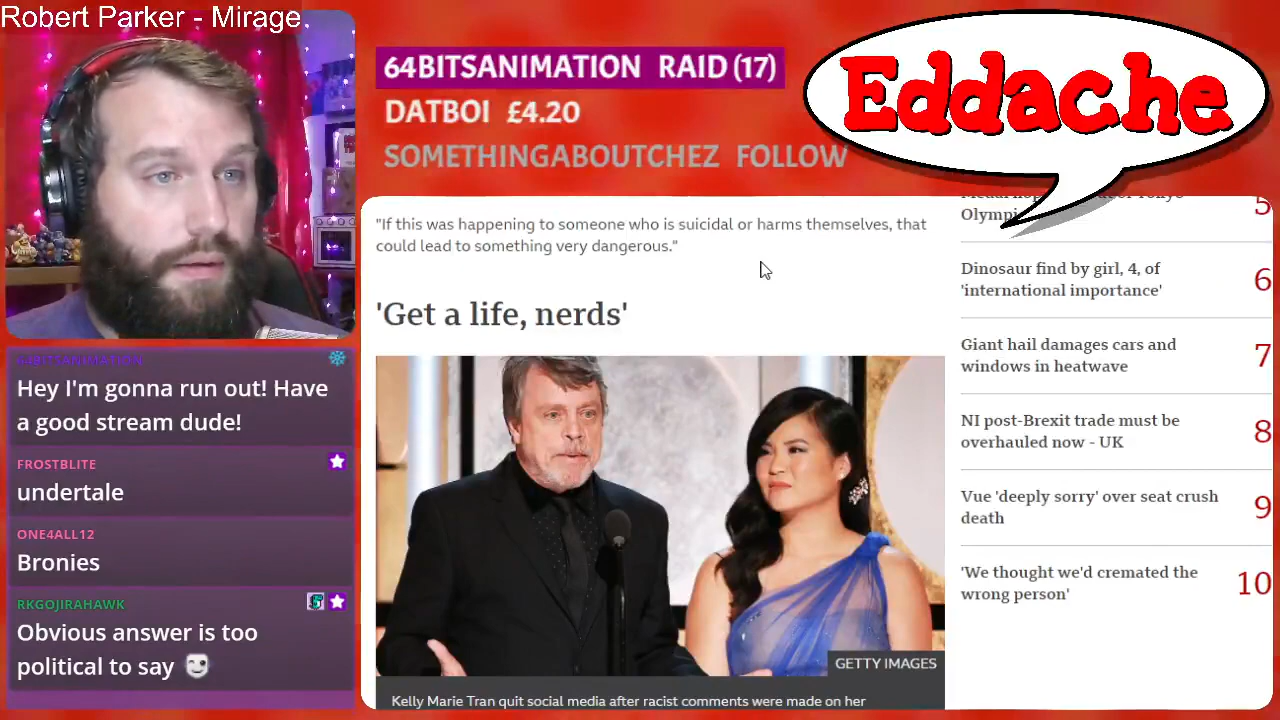 Robert Parker - Mirage.
64BITSANIMATION RAID (17)
DATBOI £4.20
SOMETHINGABOUTCHEZ FOLLOW
Eddache
64BITSANIMATION
Hey I'm gonna run out! Have
a good stream dude!
FROSTBLITE
undertale
ONE4ALL12
Bronies
RKGOJIRAHAWK
Obvious answer is too
political to say
"If this was happening to someone who is suicidal or harms themselves, that
could lead to something very dangerous."
'Get a life, nerds'
GETTY IMAGES
Kelly Marie Tran quit social media after racist comments were made on her
5
Dinosaur find by girl, 4, of
'international importance'
6
Giant hail damages cars and
windows in heatwave
7
NI post-Brexit trade must be
overhauled now - UK
8
Vue 'deeply sorry' over seat crush
death
9
'We thought we'd cremated the
wrong person'
10